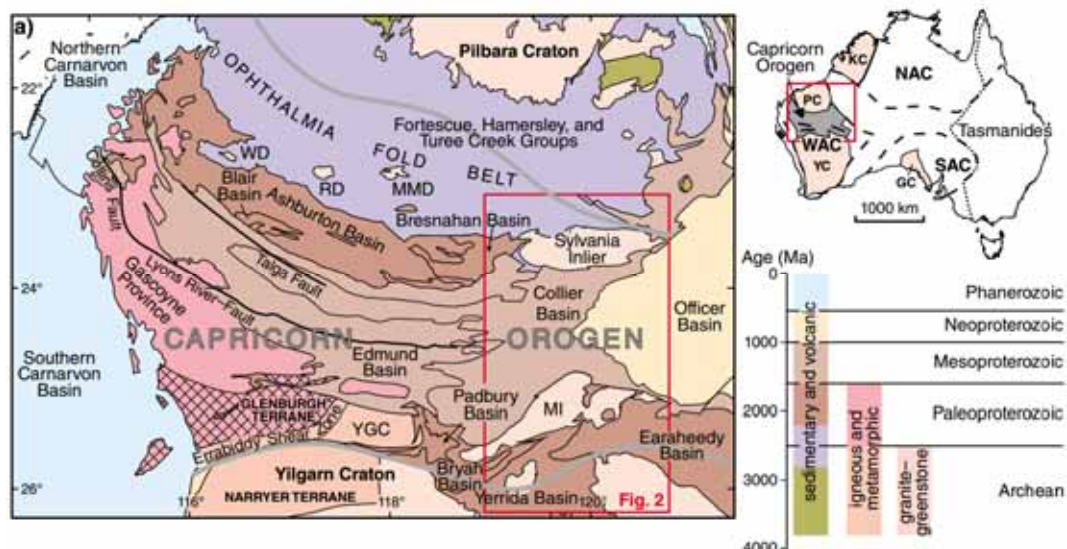 a)
Northern
Carnarvon
Basin
22°
OPHTHALMIA
FOLD
BELT
Pilbara Craton
Fortescue, Hamersley, and
Turee Creek Groups
WD
RD
MMD
Blair
Basin
Ashburton Basin
Bresnahan Basin
Sylvania
Inlier
Talga Fault
Lyons River Fault
Gascoyne
Province
24°
Collier
Basin
Officer
Basin
CAPRICORN
OROGEN
Southern
Carnarvon
Basin
Edmund
Basin
Padbury
Basin
MI
GLENBURGH
TERRANE
Errabiddy Shear Zone
YGC
Earaheedy
Basin
Bryah
Basin
Yilgarn Craton
NARRYER TERRANE
Yerrida Basin
26°
116°
118°
120°
Fig. 2
Capricorn
Orogen
KC
NAC
PC
WAC
YC
Tasmanides
SAC
GC
1000 km
Age (Ma)
0
1000
2000
3000
4000
Phanerozoic
Neoproterozoic
Mesoproterozoic
Paleoproterozoic
Archean
sedimentary and volcanic
igneous and
metamorphic
granite–
greenstone